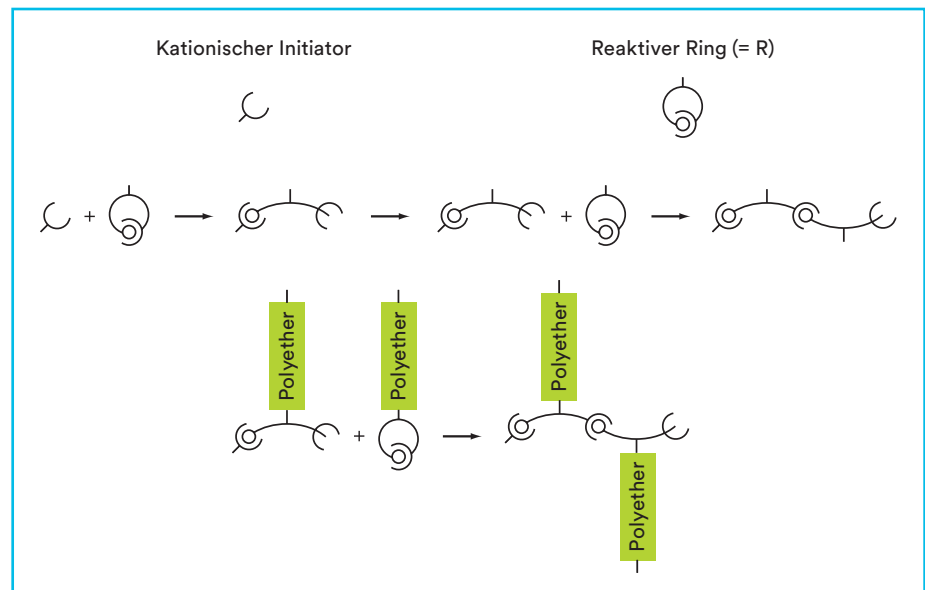 Kationischer Initiator
Reaktiver Ring (= R)
+
+
Polyether
Polyether
Polyether
+
Polyether